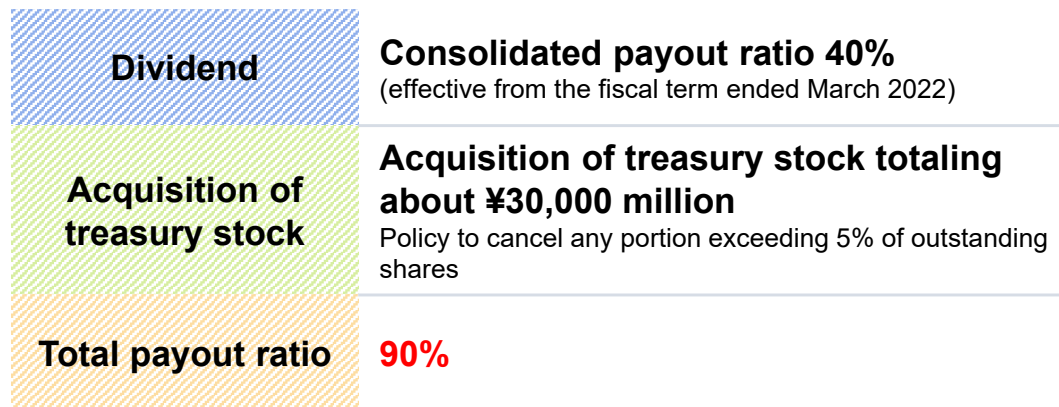 Dividend
Consolidated payout ratio 40%
(effective from the fiscal term ended March 2022)
Acquisition of
treasury stock
Acquisition of treasury stock totaling
about ¥30,000 million
Policy to cancel any portion exceeding 5% of outstanding
shares
Total payout ratio
90%